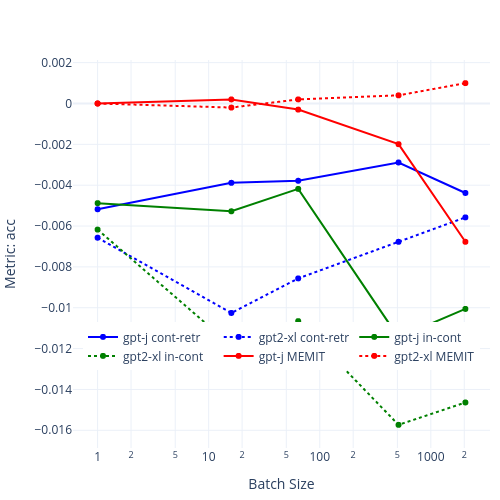 0.002
0
−0.002
−0.004
−0.006
−0.008
−0.01
−0.012
−0.014
−0.016
Metric: acc
gpt-j cont-retr gpt2-xl cont-retr gpt-j in-cont
gpt2-xl in-cont gpt-j MEMIT gpt2-xl MEMIT
1 2 5 10 2 5 100 2 5 1000 2
Batch Size